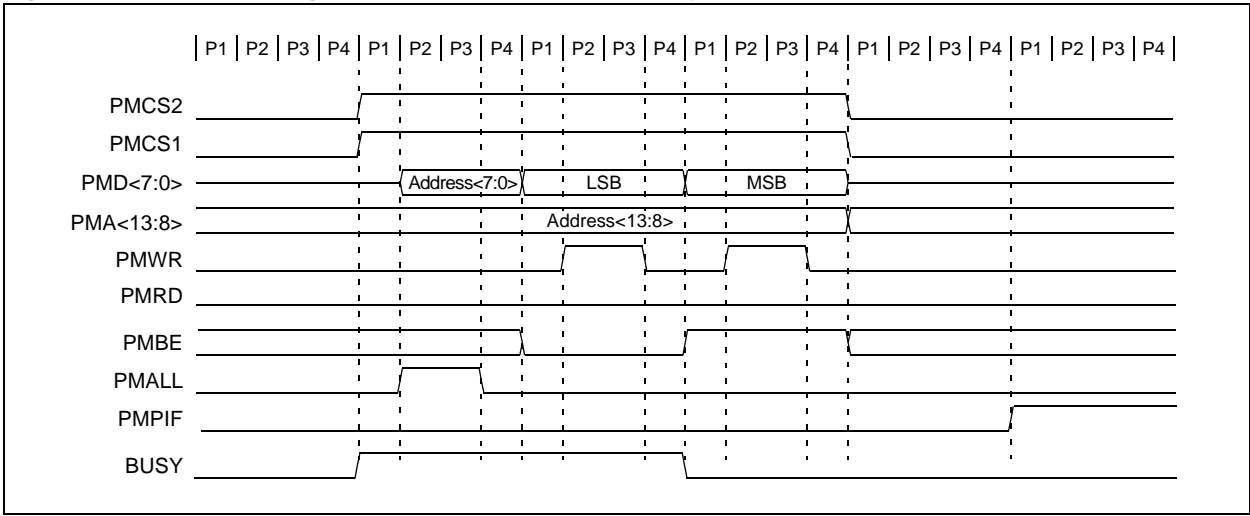 P1 P2 P3 P4 P1 P2 P3 P4 P1 P2 P3 P4 P1 P2 P3 P4 P1 P2 P3 P4 P1 P2 P3 P4
PMCS2
PMCS1
PMD<7:0> Address<7:0> LSB MSB
PMA<13:8> Address<13:8>
PMWR
PMRD
PMBE
PMALL
PMPIF
BUSY